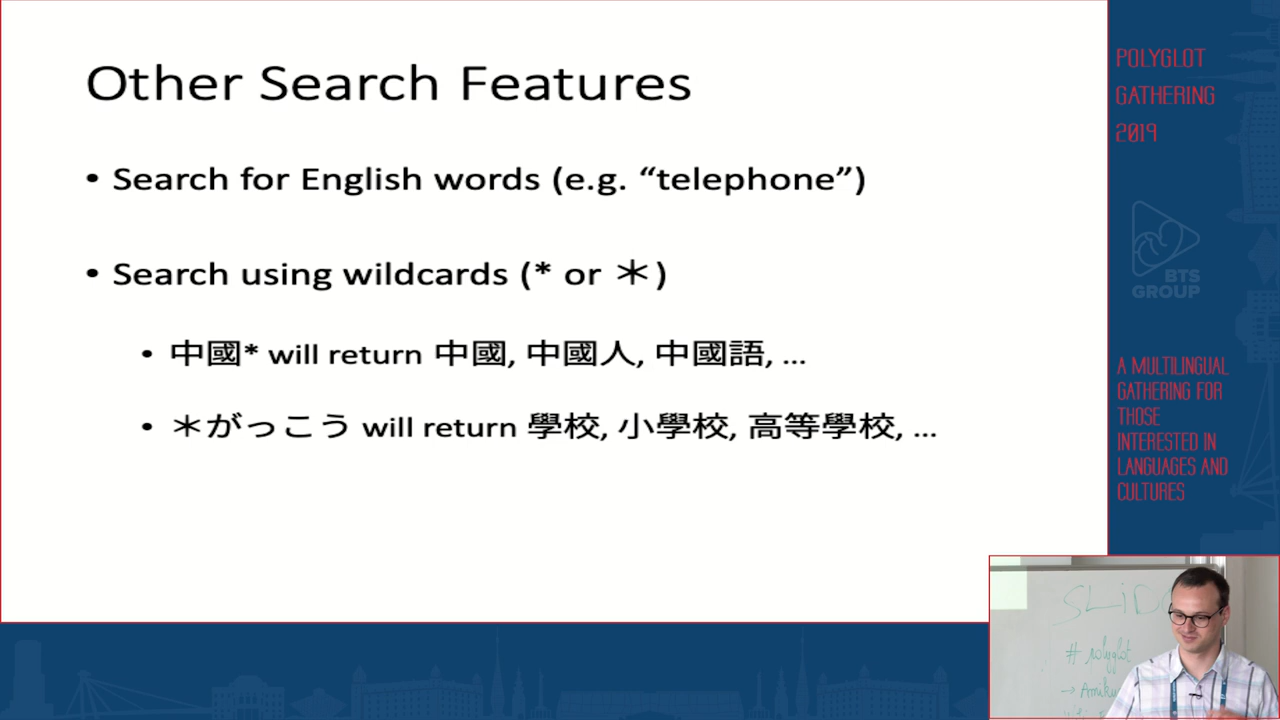 Other Search Features
• Search for English words (e.g. “telephone”)
• Search using wildcards (* or ＊)
• 中國* will return 中國, 中國人, 中國語, ...
• ＊がっこう will return 學校, 小學校, 高等學校, ...
POLYGLOT
GATHERING
2019
BTS
GROUP
A MULTILINGUAL
GATHERING FOR
THOSE
INTERESTED IN
LANGUAGES AND
CULTURES
# polyglot